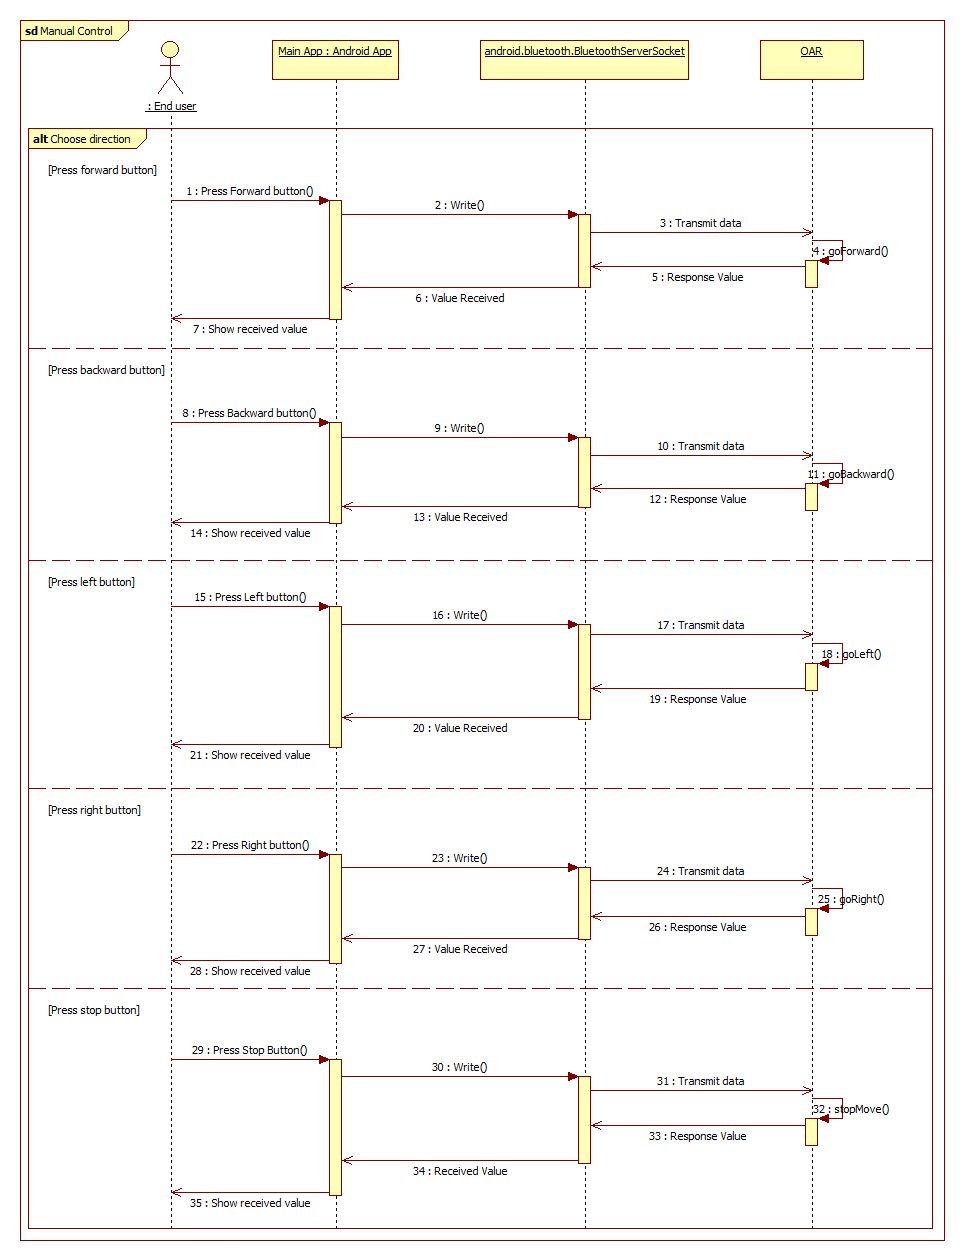 sd Manual Control
: End user
Main App : Android App
android.bluetooth.BluetoothServerSocket
OAR
alt Choose direction
[Press forward button]
1 : Press Forward button()
2 : Write()
3 : Transmit data
4 : goForward()
5 : Response Value
6 : Value Received
7 : Show received value
[Press backward button]
8 : Press Backward button()
9 : Write()
10 : Transmit data
11 : goBackward()
12 : Response Value
13 : Value Received
14 : Show received value
[Press left button]
15 : Press Left button()
16 : Write()
17 : Transmit data
18 : goLeft()
19 : Response Value
20 : Value Received
21 : Show received value
[Press right button]
22 : Press Right button()
23 : Write()
24 : Transmit data
25 : goRight()
26 : Response Value
27 : Value Received
28 : Show received value
[Press stop button]
29 : Press Stop Button()
30 : Write()
31 : Transmit data
32 : stopMove()
33 : Response Value
34 : Received Value
35 : Show received value